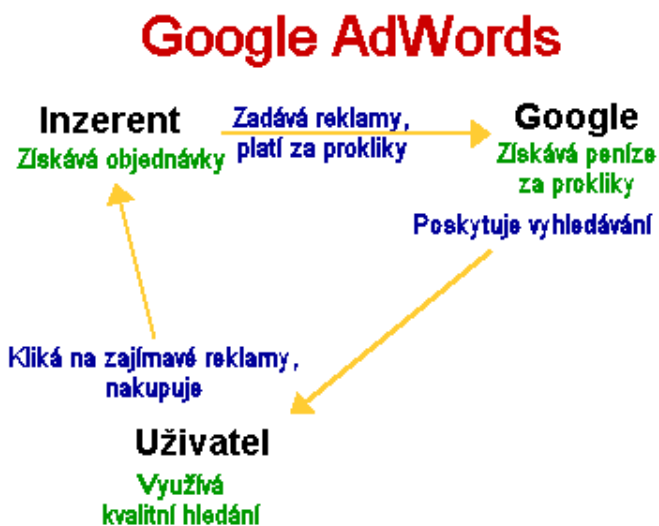 Google AdWords
Inzerent
Získává objednávky
Zadává reklamy,
platí za prokliky
Google
Získává peníze
za prokliky
Poskytuje vyhledávání
Kliká na zajímavé reklamy,
nakupuje
Uživatel
Využívá
kvalitní hledání